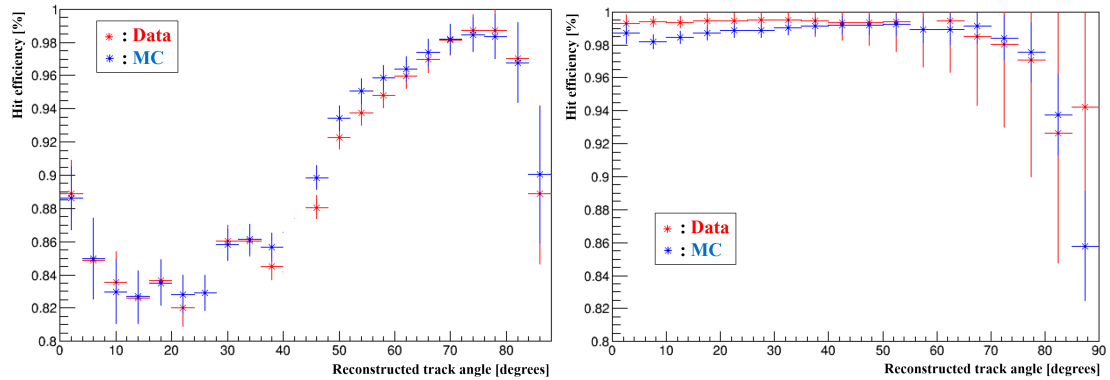 Hit efficiency [%]
1
0.98
0.96
0.94
0.92
0.9
0.88
0.86
0.84
0.82
0.8
: Data
: MC
0 10 20 30 40 50 60 70 80
Reconstructed track angle [degrees]
Hit efficiency [%]
1
0.98
0.96
0.94
0.92
0.9
0.88
0.86
0.84
0.82
0.8
: Data
: MC
0 10 20 30 40 50 60 70 80 90
Reconstructed track angle [degrees]